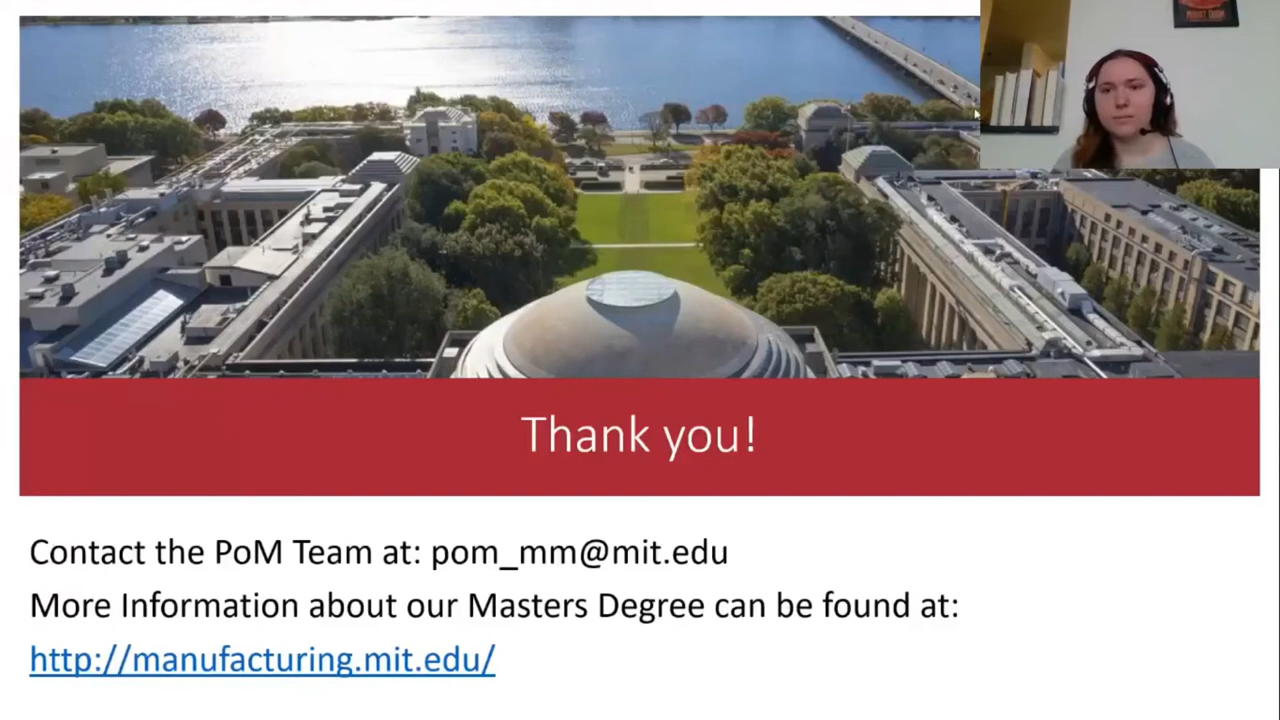 Thank you!
Contact the PoM Team at: pom_mm@mit.edu
More Information about our Masters Degree can be found at:
http://manufacturing.mit.edu/